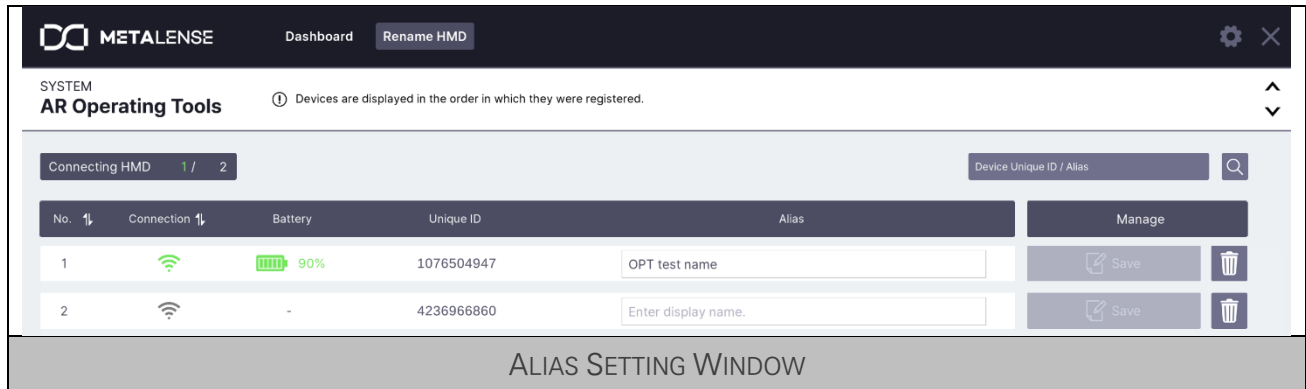 METALENSE Dashboard Rename HMD
SYSTEM
AR Operating Tools
Devices are displayed in the order in which they were registered.
Connecting HMD 1 / 2
Device Unique ID / Alias
No. Connection Battery Unique ID Alias Manage
1 90% 1076504947 OPT test name Save
2 - 4236966860 Enter display name. Save
ALIAS SETTING WINDOW